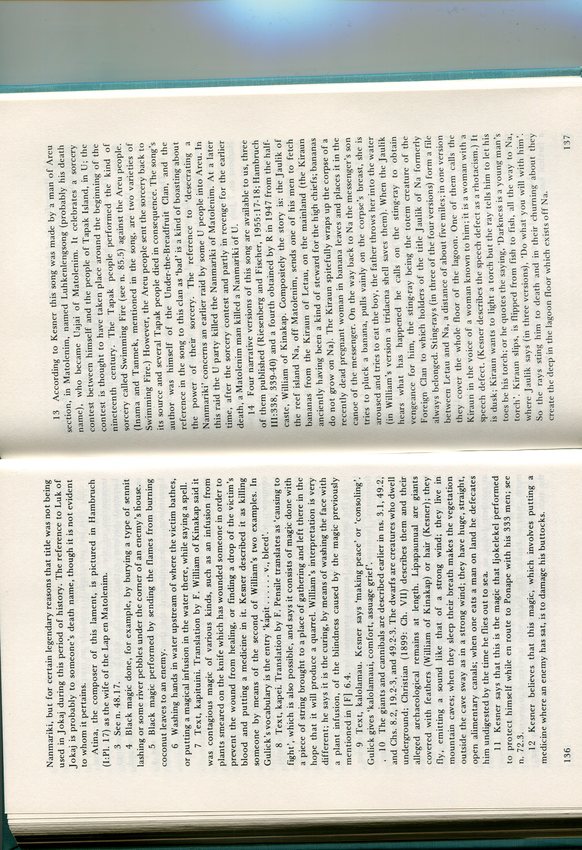 Nanmariki, but for certain legendary reasons that title was not being
used in Jokaj during this period of history. The reference to Luk of
Jokaj is probably to someone's death name, though it is not evident
to whom it pertains.
Atina, the composer of this lament, is pictured in Hambruch
(I:Pl. 17) as the wife of the Lap en Matolenim.
3 See n. 48.17.
4 Black magic done, for example, by burying a type of sennit
lashing or some river pebbles under the corner of an enemy's house.
5 Black magic performed by sending the flames from burning
coconut leaves to an enemy.
6 Washing hands in water upstream of where the victim bathes,
or putting a magical infusion in the water there, while saying a spell.
7 Text, kapituini. Translation by F. William of Kinakap said it
was contagious magic of various kinds, such as an infusion from
plants smeared on the knife which has wounded someone in order to
prevent the wound from healing, or finding a drop of the victim's
blood and putting a medicine in it. Kesner described it as killing
someone by means of the second of William's two examples. In
Gulick's vocabulary is the entry 'kāpit . . . . . . v., bleed'.
8 Text, kapei. Translation by F. Pensile translates as 'causing to
fight', which is also possible, and says it consists of magic done with
a piece of string brought to a place of gathering and left there in the
hope that it will produce a quarrel. William's interpretation is very
different; he says it is the curing, by means of washing the face with
a plant infusion, of the blindness caused by the magic previously
mentioned in [F] 6.4.
9 Text, kalolamau. Kesner says 'making peace' or 'consoling'.
Gulick gives 'kalolamaui, comfort, assuage grief'.
. 10 The giants and cannibals are described earlier in ns. 3.1, 49.2,
and Chs. 8.2, 19.2-3, and 49.2-3. The dwarfs are creatures who dwell
underground; Christian (1899: Ch. VII) describes them and their
alleged archaeological remains at length. Lipapaunual are giants
covered with feathers (William of Kinakap) or hair (Kesner); they
fly, emitting a sound like that of a strong wind; they live in
mountain caves; when they sleep their breath makes the vegetation
outside the cave sway as in a strong wind; they have huge, straight,
open alimentary canals; when one eats a man on land he defecates
him undigested by the time he flies out to sea.
11 Kesner says that this is the magic that Ijokelekel performed
to protect himself while en route to Ponape with his 333 men; see
n. 72.3.
12 Kesner believes that this magic, which involves putting a
medicine where an enemy has sat, is to damage his buttocks.
136
13 According to Kesner this song was made by a man of Areu
section, in Matolenim, named Luhkenlengsong (probably his death
name), who became Uajai of Matolenim. It celebrates a sorcery
contest between himself and the people of Tapak Island, in U; the
contest is thought to have taken place around the beginning of the
nineteenth century. The Tapak people performed the kind of
sorcery called Swimming Fire (see n. 85.5) against the Areu people.
(Inama and Tanmek, mentioned in the song, are two varieties of
Swimming Fire.) However, the Areu people sent the sorcery back to
its source and several Tapak people died in consequence. The song's
author was himself of the Under-the-Breadfruit Clan, and the
reference in the song to this clan as 'bad' is a kind of boasting about
the power of their sorcery. The reference to 'desecrating a
Nanmariki' concerns an earlier raid by some U people into Areu. In
this raid the U party killed the Nanmariki of Matolenim. At a later
time, after the sorcery contest and partly in revenge for the earlier
death, a Matolenim man killed a Nanmariki of U.
14 Four narrative versions of this song are available to us, three
of them published (Riesenberg and Fischer, 1955:17-18; Hambruch
III:338, 339-40) and a fourth obtained by R in 1947 from the half-
caste, William of Kinakap. Compositely the story is: the Jaulik of
the reef island Na, off Matolenim, sends one of his men to fetch
bananas from the Kiraun of Letau, on the mainland (the Kiraun
anciently having been a kind of steward for the high chiefs; bananas
do not grow on Na). The Kiraun spitefully wraps up the corpse of a
recently dead pregnant woman in banana leaves and places it in the
canoe of the messenger. On the way back to Na the messenger's son
tries to pluck a banana, pulls vainly on the corpse's breast, she is
aroused and tries to eat the boy, the father throws her into the water
(in William's version a tridacna shell saves them). When the Jaulik
hears what has happened he calls on the sting-ray to obtain
vengeance for him, the sting-ray being the totem creature of the
Foreign Clan to which holders of the title Jaulik of Na formerly
always belonged. Sting-rays (in three of the four versions) form a file
between Letau and Na, a distance of about five miles; in one version
they cover the whole floor of the lagoon. One of them calls the
Kiraun in the voice of a woman known to him; it is a woman with a
speech defect. (Kesner describes the speech defect as a rhotacism.) It
is dusk; Kiraun wants to light a torch but the ray tells him to let his
toes be his torch; or he quotes the saying, 'Darkness is a young man's
torch'. Kiraun slips, is flipped from fish to fish, all the way to Na,
where Jaulik says (in three versions), 'Do what you will with him'.
So the rays sting him to death and in their churning about they
create the deep in the lagoon floor which exists off Na.
137